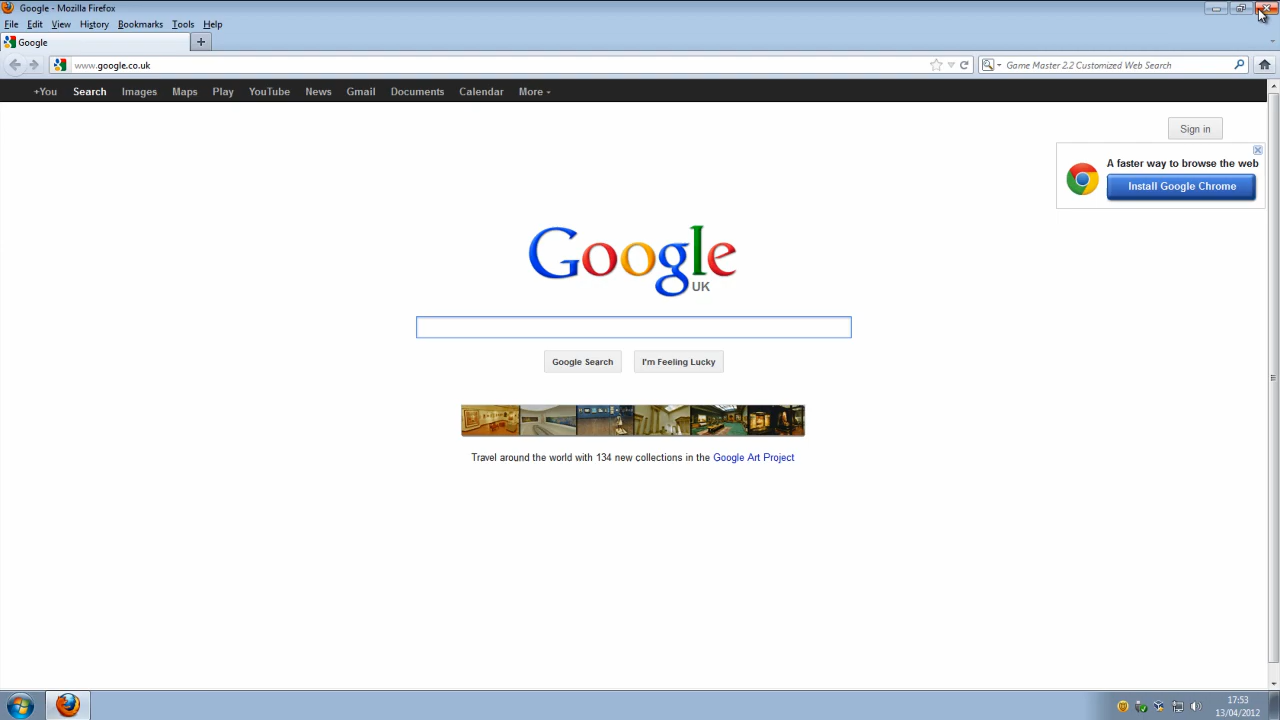 Google - Mozilla Firefox
File Edit View History Bookmarks Tools Help
Google
www.google.co.uk
Game Master 2.2 Customized Web Search
+You Search Images Maps Play YouTube News Gmail Documents Calendar More
Sign in
A faster way to browse the web
Install Google Chrome
Google
UK
Google Search I'm Feeling Lucky
Travel around the world with 134 new collections in the Google Art Project
17:53
13/04/2012